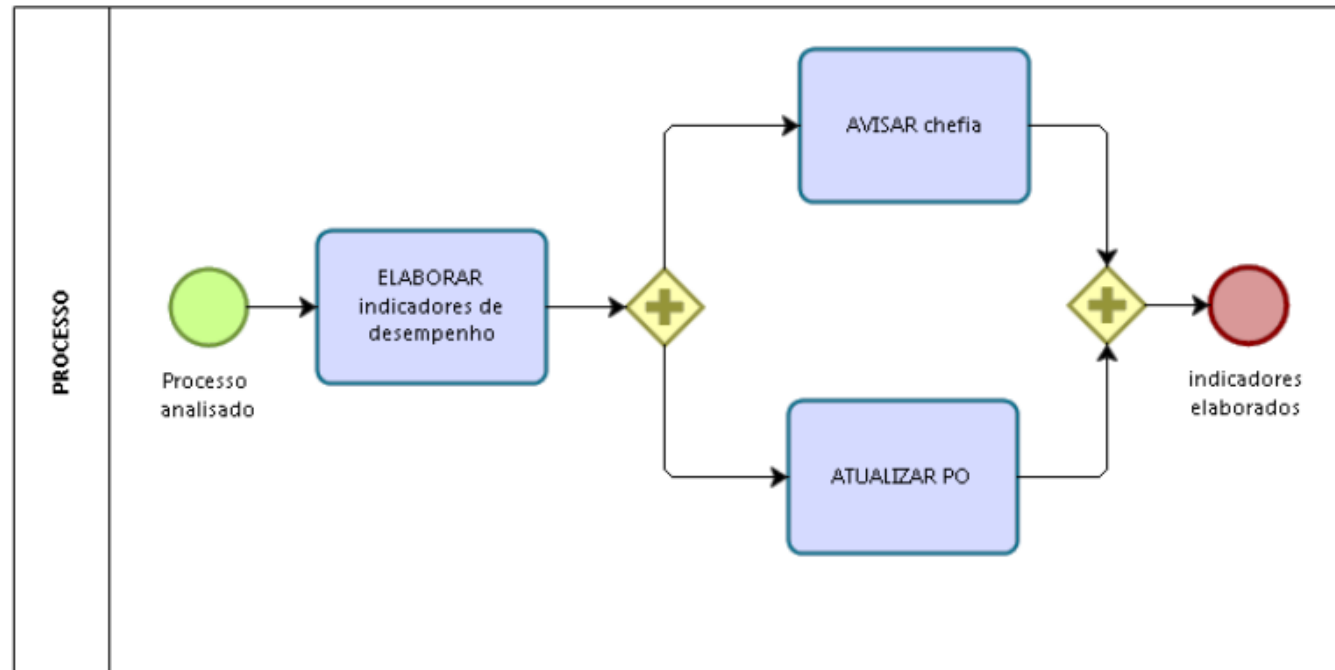 PROCESSO
Processo
analisado
ELABORAR
indicadores de
desempenho
AVISAR chefia
ATUALIZAR PO
indicadores
elaborados